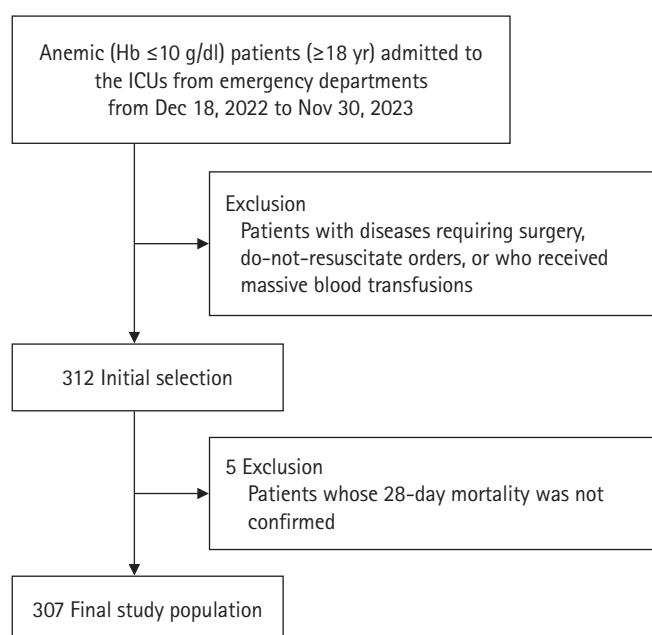 Anemic (Hb ≤10 g/dl) patients (≥18 yr) admitted to
the ICUs from emergency departments
from Dec 18, 2022 to Nov 30, 2023
Exclusion
Patients with diseases requiring surgery,
do-not-resuscitate orders, or who received
massive blood transfusions
312 Initial selection
5 Exclusion
Patients whose 28-day mortality was not
confirmed
307 Final study population